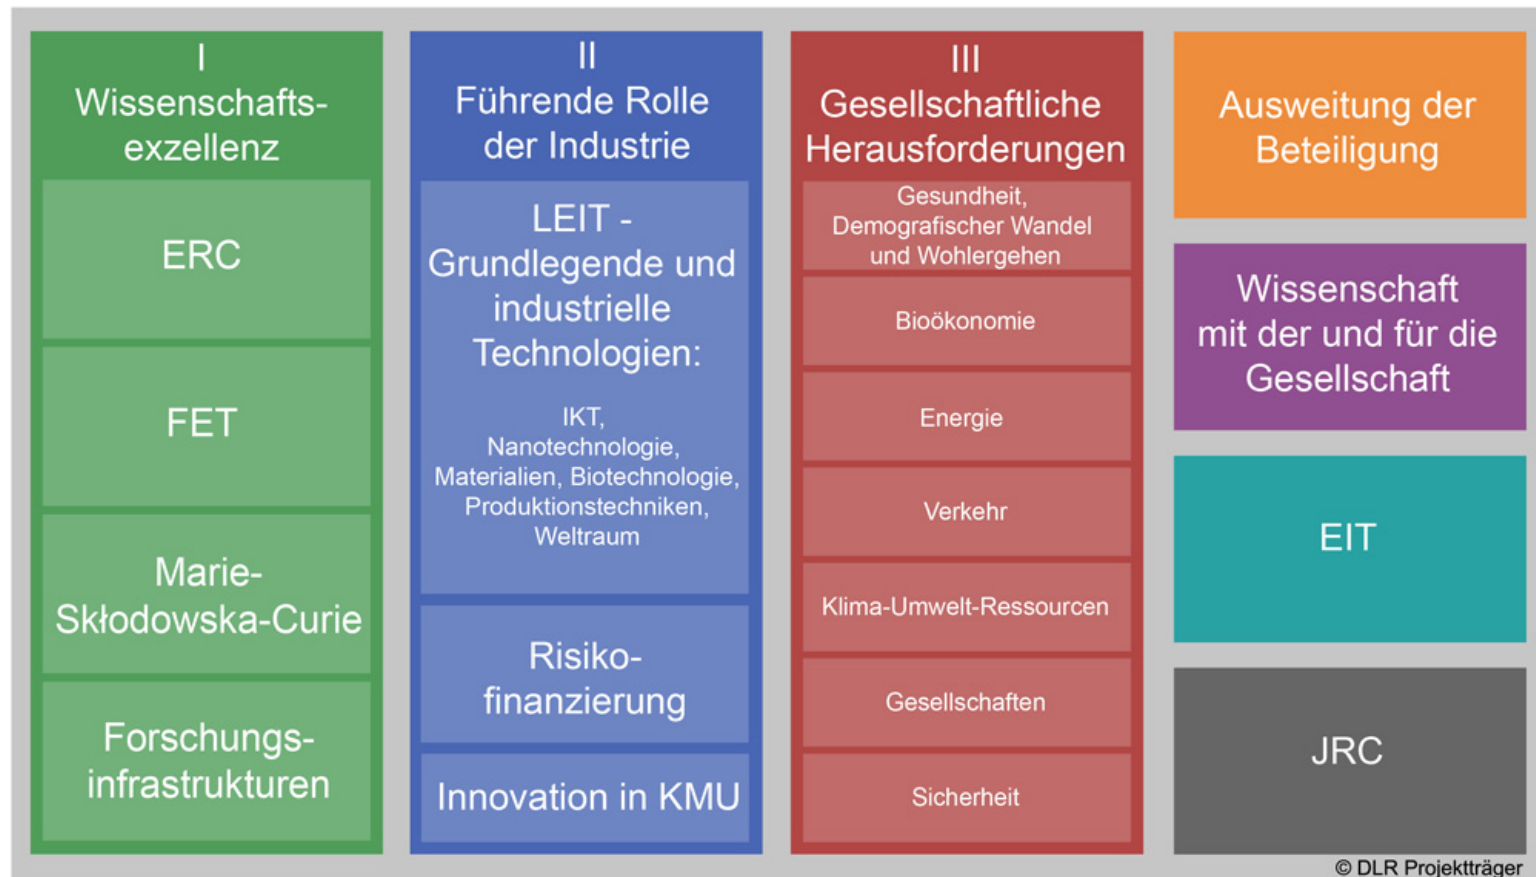 I
Wissenschafts-
exzellenz
ERC
FET
Marie-
Skłodowska-Curie
Forschungs-
infrastrukturen
II
Führende Rolle
der Industrie
LEIT -
Grundlegende und
industrielle
Technologien:
IKT,
Nanotechnologie,
Materialien, Biotechnologie,
Produktionstechniken,
Weltraum
Risiko-
finanzierung
Innovation in KMU
III
Gesellschaftliche
Herausforderungen
Gesundheit,
Demografischer Wandel
und Wohlergehen
Bioökonomie
Energie
Verkehr
Klima-Umwelt-Ressourcen
Gesellschaften
Sicherheit
Ausweitung der
Beteiligung
Wissenschaft
mit der und für die
Gesellschaft
EIT
JRC
© DLR Projektträger